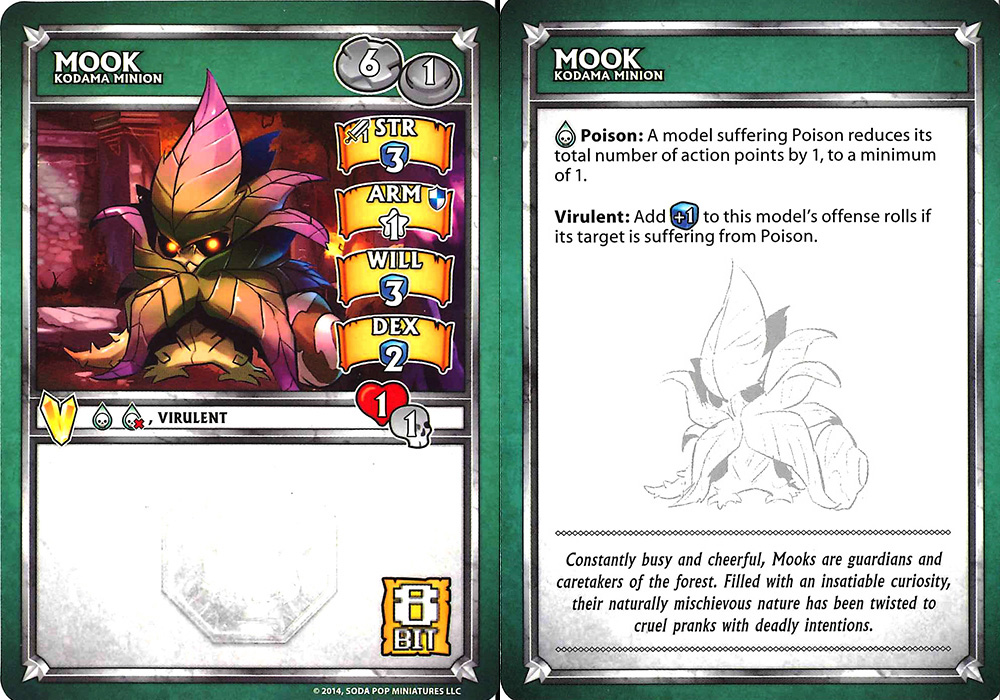 MOOK
KODAMA MINION
6
1
STR
3
ARM
1
WILL
3
DEX
2
1
1
, VIRULENT
8
BIT
© 2014, SODA POP MINIATURES LLC
MOOK
KODAMA MINION
Poison: A model suffering Poison reduces its
total number of action points by 1, to a minimum
of 1.
Virulent: Add +1 to this model's offense rolls if
its target is suffering from Poison.
Constantly busy and cheerful, Mooks are guardians and
caretakers of the forest. Filled with an insatiable curiosity,
their naturally mischievous nature has been twisted to
cruel pranks with deadly intentions.